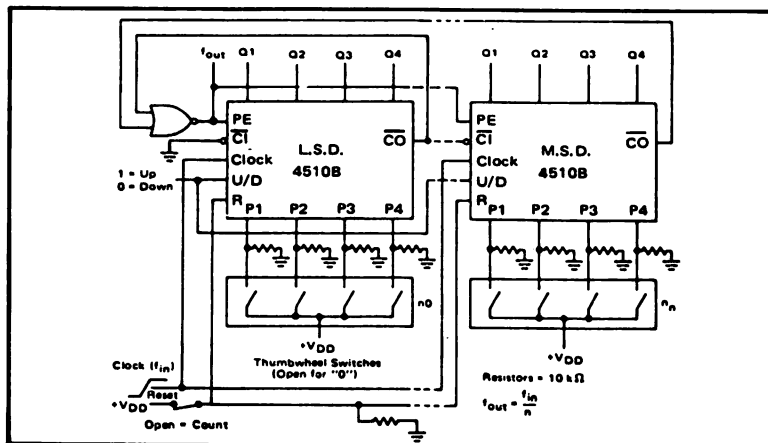 fout Q1 Q2 Q3 Q4 Q1 Q2 Q3 Q4
PE PE
CI L.S.D. CO CI M.S.D. CO
Clock 4510B Clock 4510B
1 = Up U/D U/D
0 = Down R R
P1 P2 P3 P4 P1 P2 P3 P4
n0 nn
+VDD +VDD
Thumbwheel Switches
(Open for "0")
Clock (fin) Resistors = 10 kΩ
Reset
+VDD fout = fin/n
Open = Count